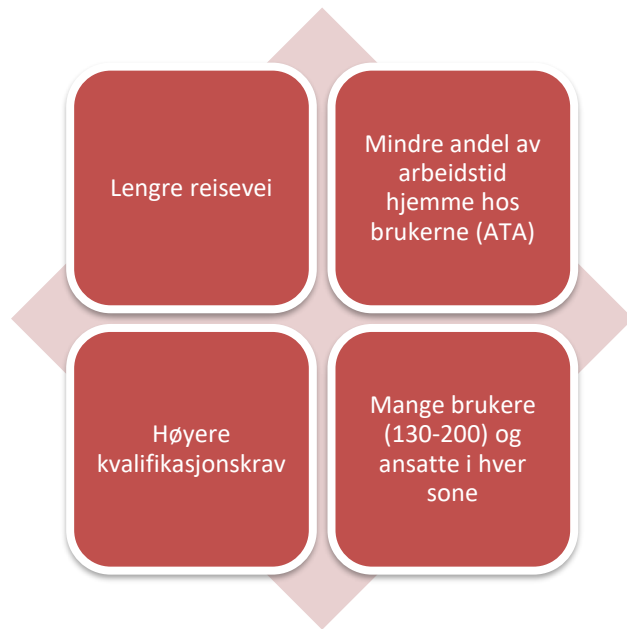 Lengre reisevei
Mindre andel av
arbeidstid
hjemme hos
brukerne (ATA)
Høyere
kvalifikasjonskrav
Mange brukere
(130-200) og
ansatte i hver
sone